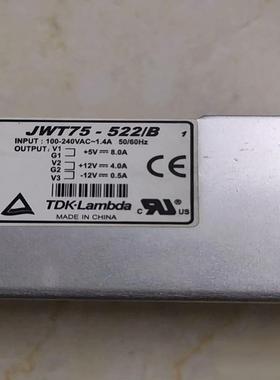 JWT75 - 522/B 1
INPUT : 100-240VAC~1.4A 50/60Hz
OUTPUT: V1 +5V ⎓ 8.0A
G1
V2 +12V ⎓ 4.0A
G2
V3 -12V ⎓ 0.5A
TDK-Lambda
MADE IN CHINA
C RU US